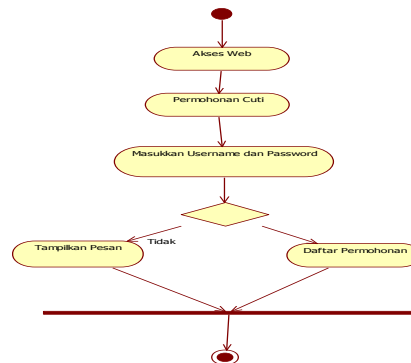 Akses Web
Permohonan Cuti
Masukkan Username dan Password
Tidak
Tampilkan Pesan
Daftar Permohonan